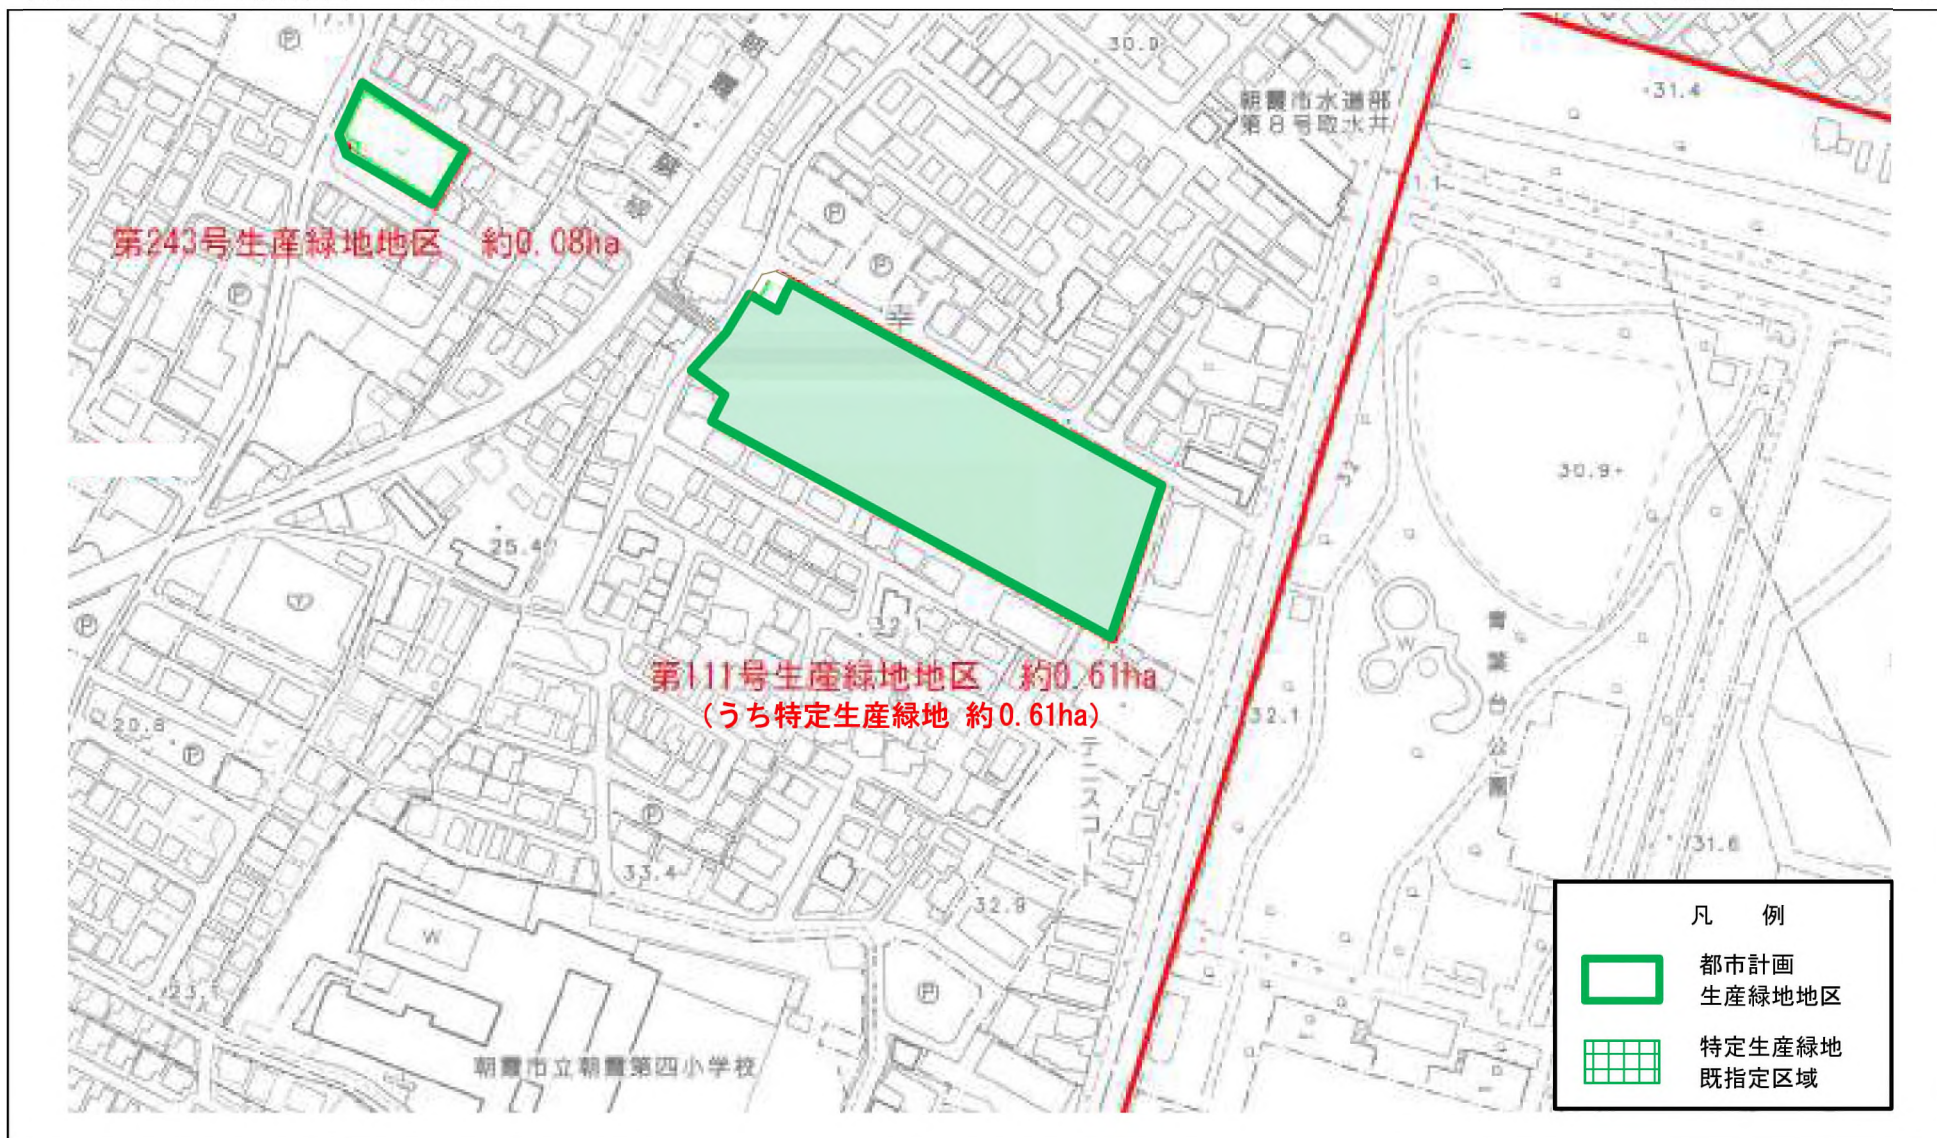 17.1
30.0
朝霞市水道部
第8号取水井
31.4
第243号生産緑地地区 約0.08ha
幸
11
32
30.9
25.4
32.1
第111号生産緑地地区 約0.61ha
(うち特定生産緑地 約0.61ha)
32.1
青葉台公園
テニスコート
20.8
31.6
33.4
32.9
W
W
朝霞市立朝霞第四小学校
凡 例
都市計画
生産緑地地区
特定生産緑地
既指定区域